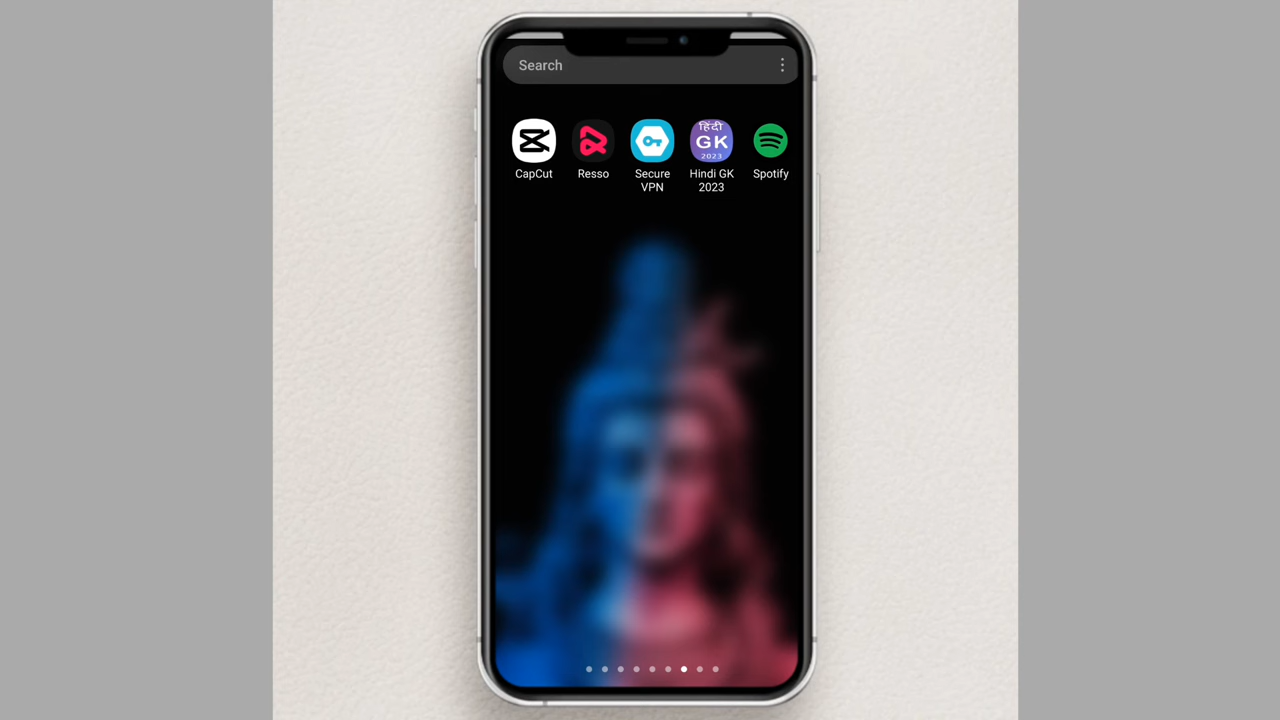 Search
CapCut
Resso
Secure
VPN
हिंदी
GK
2023
Hindi GK
2023
Spotify